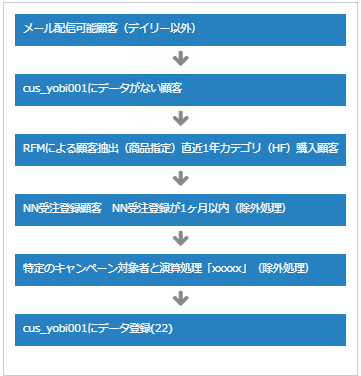 メール配信可能顧客（デイリー以外）
cus_yobi001にデータがない顧客
RFMによる顧客抽出（商品指定）直近1年カテゴリ（HF）購入顧客
NN受注登録顧客　NN受注登録が1ヶ月以内（除外処理）
特定のキャンペーン対象者と演算処理「xxxxx」（除外処理）
cus_yobi001にデータ登録(22)